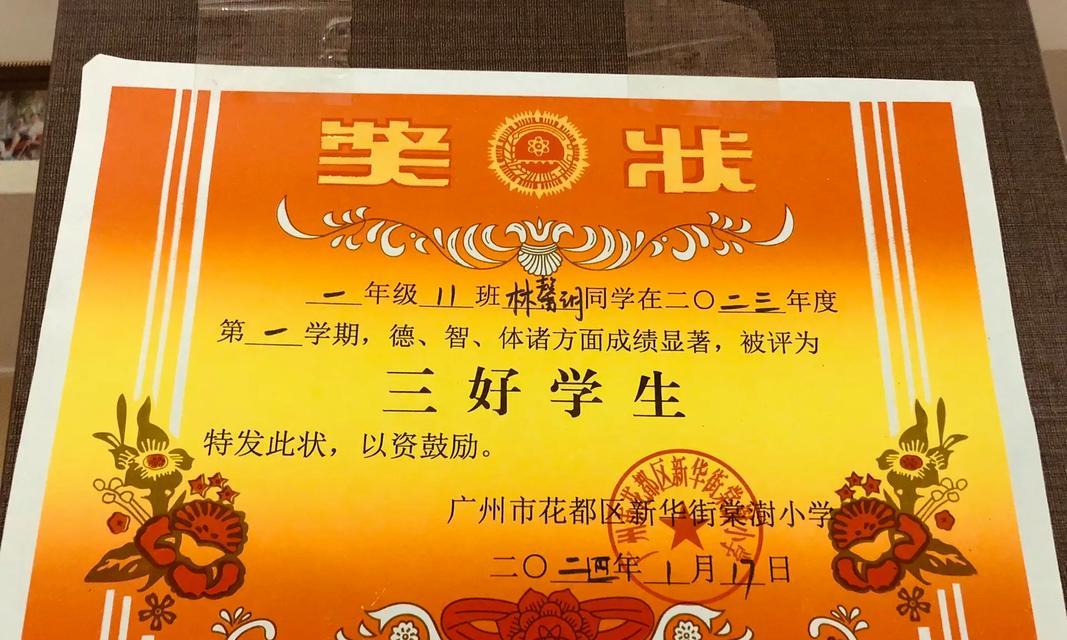 奖状
一年级11班林馨玥同学在二〇二三年度
第一学期，德、智、体诸方面成绩显著，被评为
三好学生
特发此状，以资鼓励。
广州市花都区新华街棠澍小学
二〇二四年1月17日